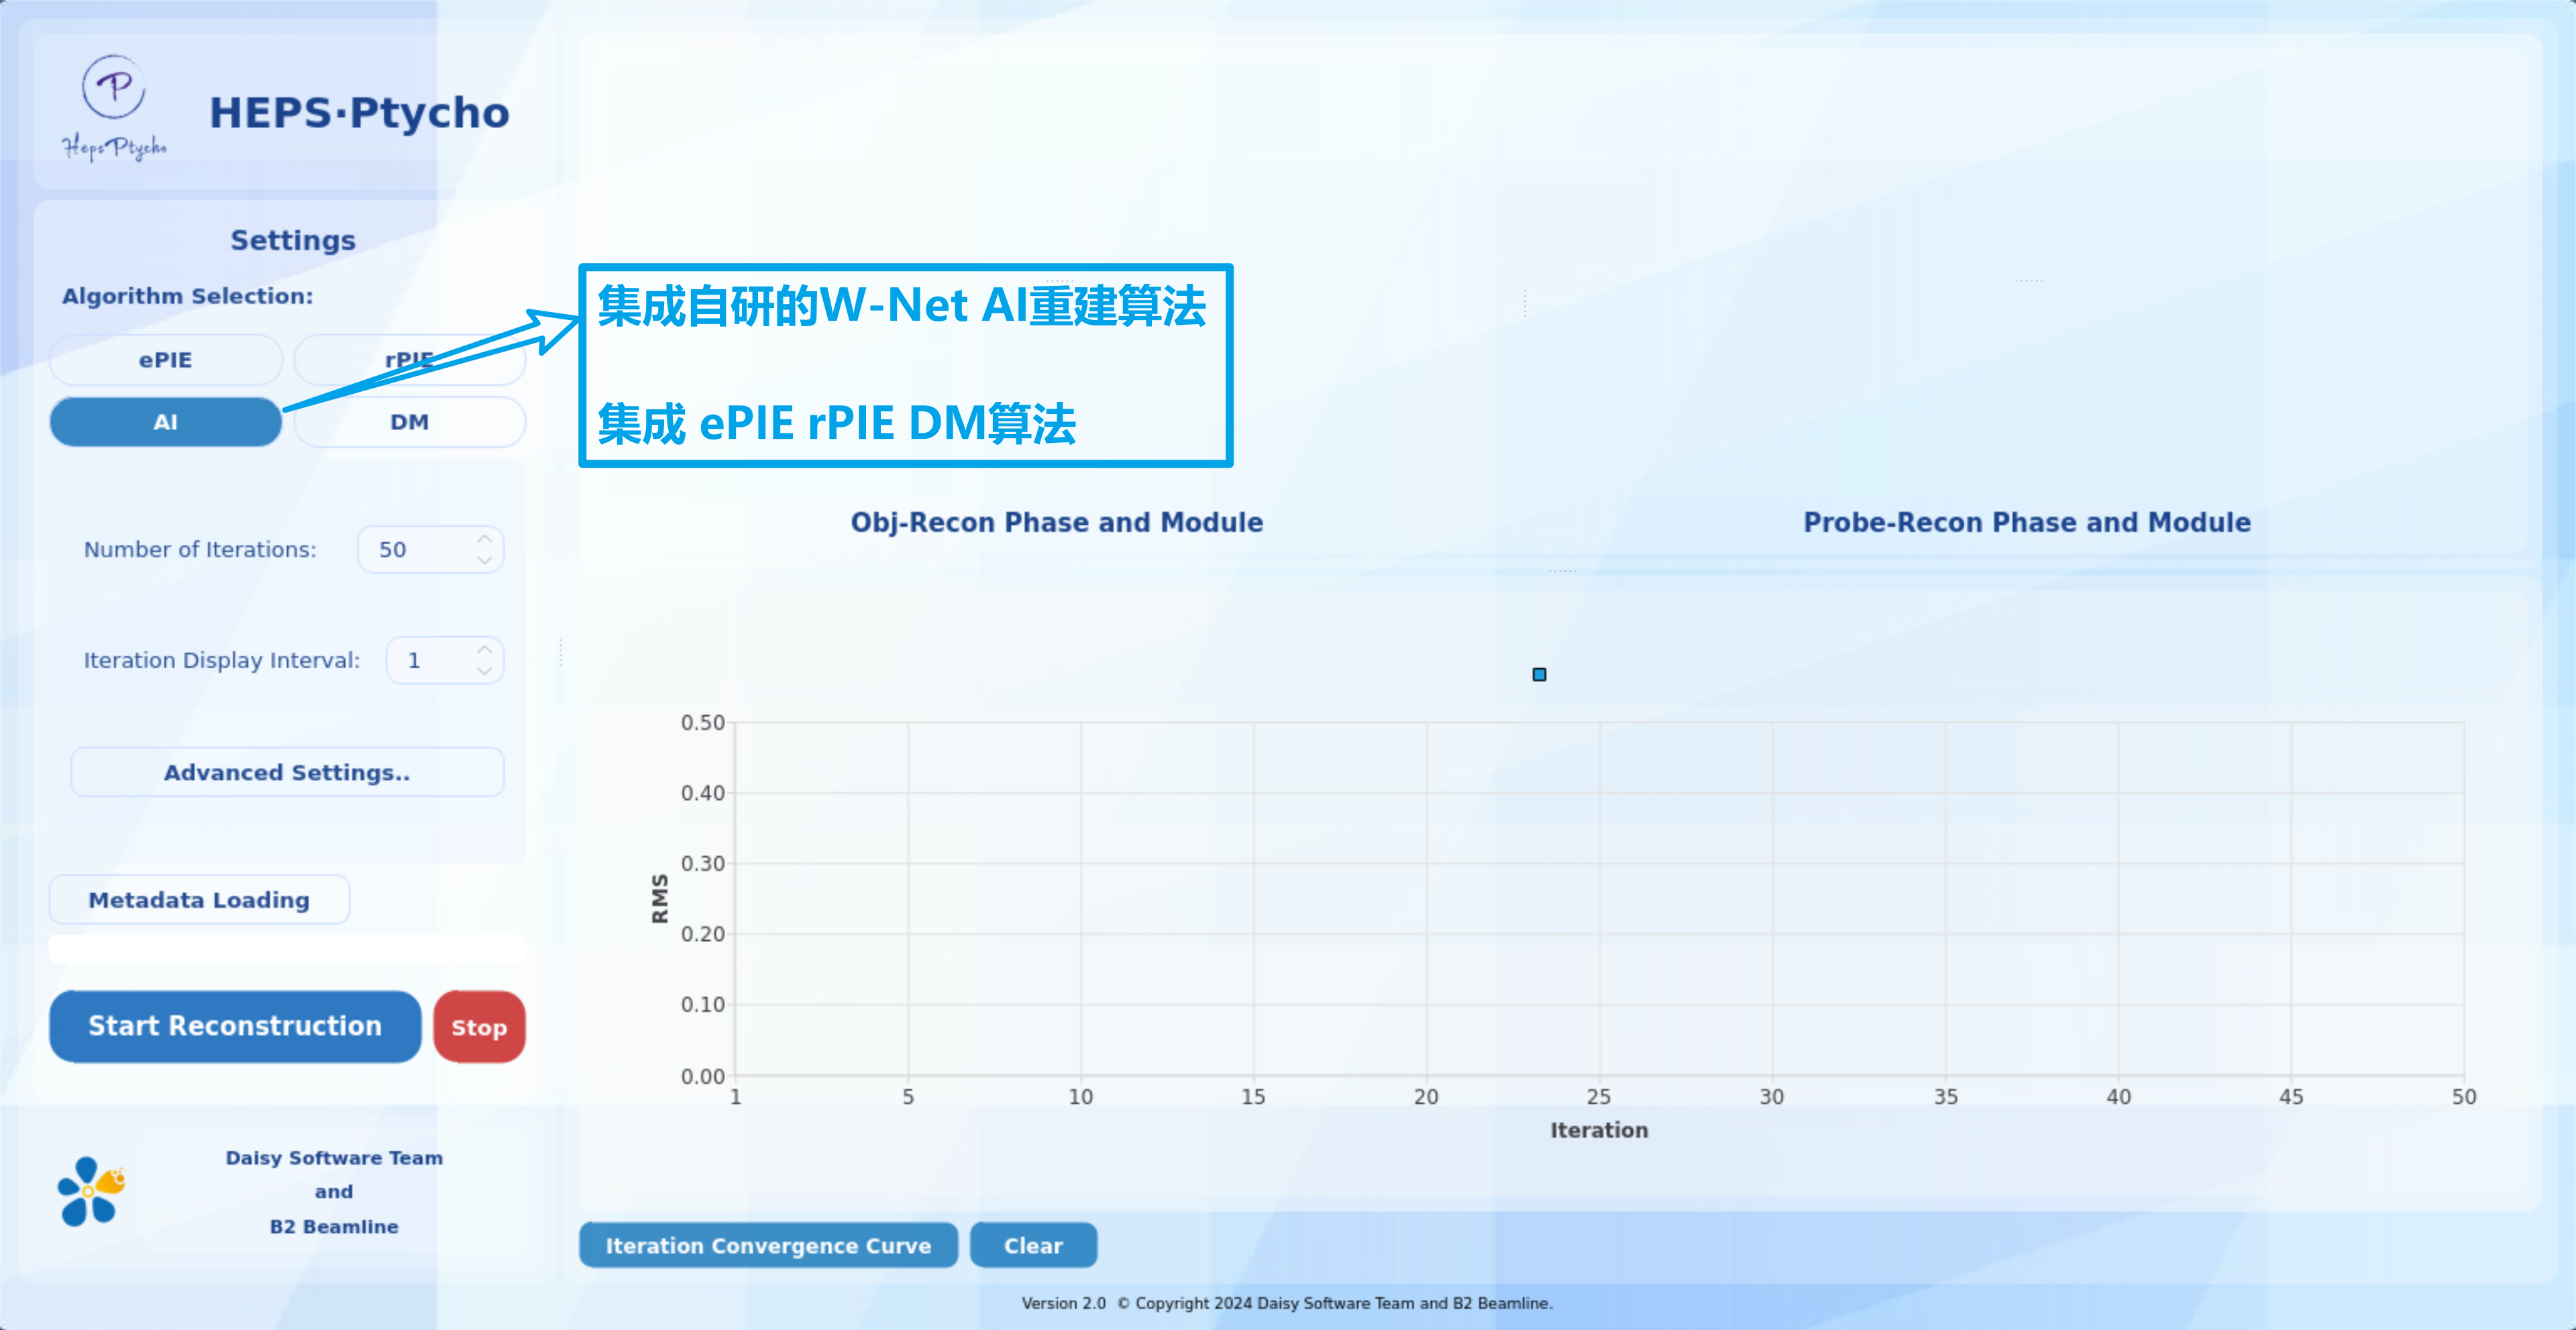 P
HepsPtycho
HEPS·Ptycho
Settings
Algorithm Selection:
ePIE
rPIE
AI
DM
Number of Iterations:
50
Iteration Display Interval:
1
Advanced Settings..
Metadata Loading
Start Reconstruction
Stop
Daisy Software Team
and
B2 Beamline
集成自研的W-Net AI重建算法
集成 ePIE rPIE DM算法
Obj-Recon Phase and Module
Probe-Recon Phase and Module
0.50
0.40
0.30
0.20
0.10
0.00
RMS
1 5 10 15 20 25 30 35 40 45 50
Iteration
Iteration Convergence Curve
Clear
Version 2.0 © Copyright 2024 Daisy Software Team and B2 Beamline.